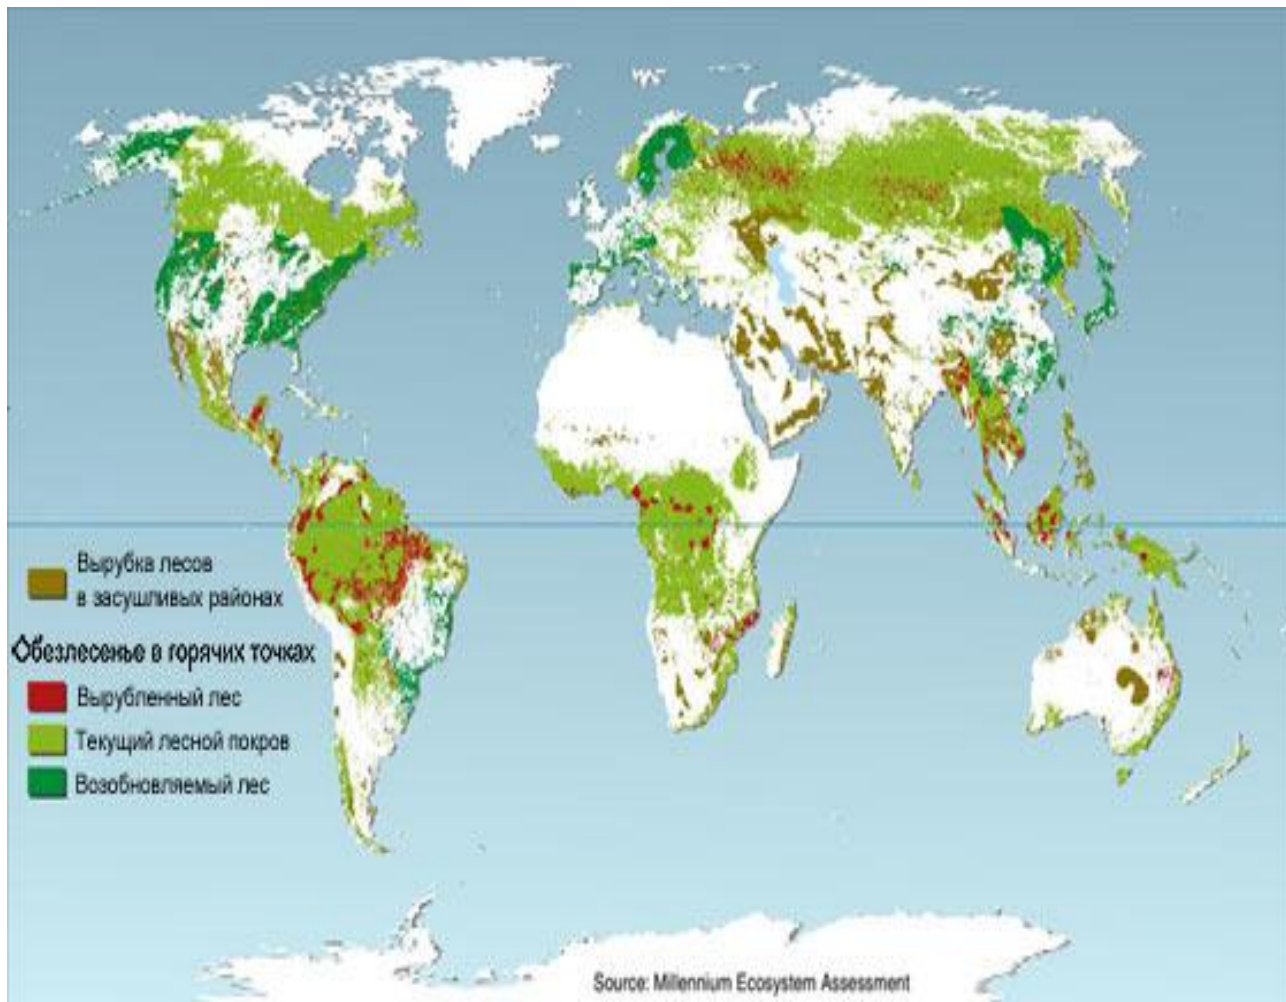 Вырубка лесов
в засушливых районах
Обезлесенье в горячих точках
Вырубленный лес
Текущий лесной покров
Возобновляемый лес
Source: Millennium Ecosystem Assessment